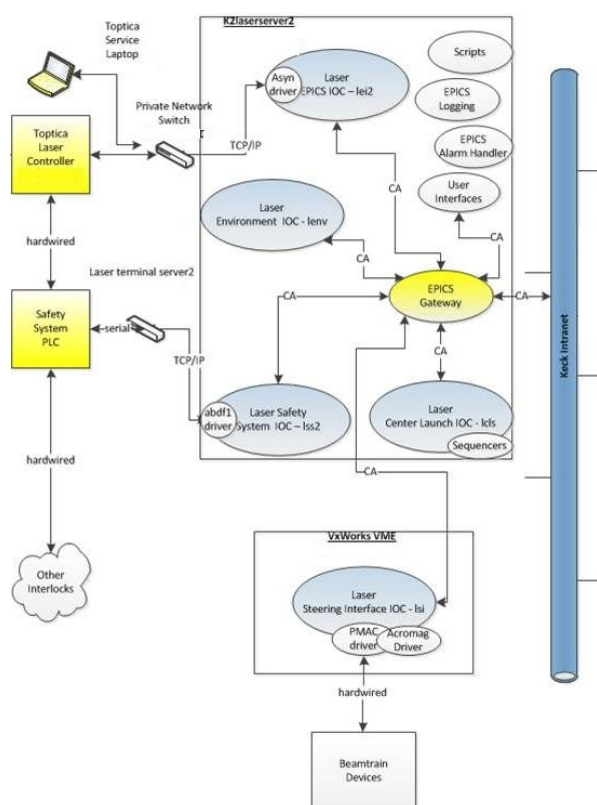 Toptica
Service
Laptop
K2laserserver2
Private Network
Switch
Toptica
Laser
Controller
TCP/IP
Asyn
driver
Laser
EPICS IOC – lei2
Scripts
EPICS
Logging
EPICS
Alarm Handler
User
Interfaces
CA
CA
hardwired
Laser
Environment IOC - lenv
CA
Laser terminal server2
Safety
System
PLC
serial
TCP/IP
EPICS
Gateway
CA
CA
CA
Keck Intranet
abdf1
driver
Laser Safety
System IOC – lss2
Laser
Center Launch IOC - lcls
Sequencers
hardwired
CA
Other
Interlocks
VxWorks VME
Laser
Steering Interface IOC - lsi
PMAC
driver
Acromag
Driver
hardwired
Beamtrain
Devices